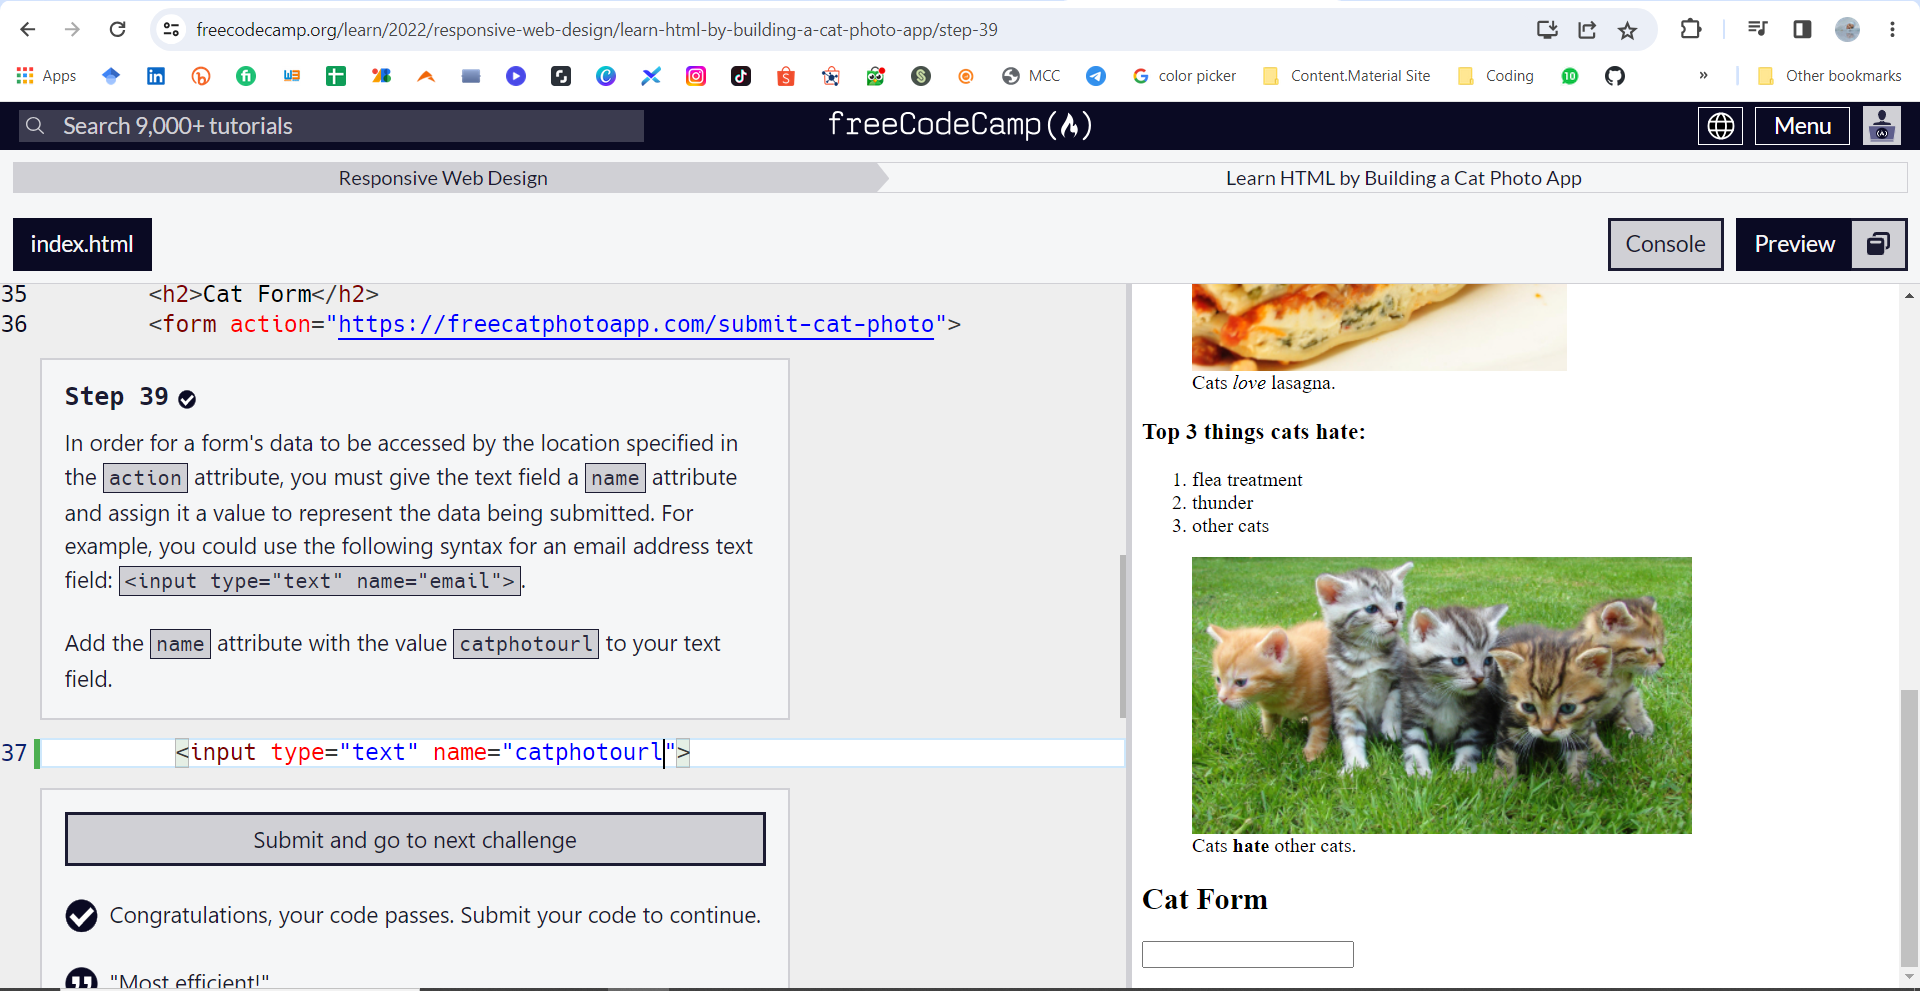 freecodecamp.org/learn/2022/responsive-web-design/learn-html-by-building-a-cat-photo-app/step-39
Apps
MCC
color picker
Content.Material Site
Coding
10
»
Other bookmarks
Search 9,000+ tutorials
freeCodeCamp
Menu
Responsive Web Design
Learn HTML by Building a Cat Photo App
index.html
Console
Preview
35 <h2>Cat Form</h2>
36 <form action="https://freecatphotoapp.com/submit-cat-photo">
Step 39
In order for a form's data to be accessed by the location specified in
the action attribute, you must give the text field a name attribute
and assign it a value to represent the data being submitted. For
example, you could use the following syntax for an email address text
field: <input type="text" name="email">.
Add the name attribute with the value catphotourl to your text
field.
37 <input type="text" name="catphotourl">
Submit and go to next challenge
Congratulations, your code passes. Submit your code to continue.
"Most efficient!"
Cats love lasagna.
Top 3 things cats hate:
1. flea treatment
2. thunder
3. other cats
Cats hate other cats.
Cat Form